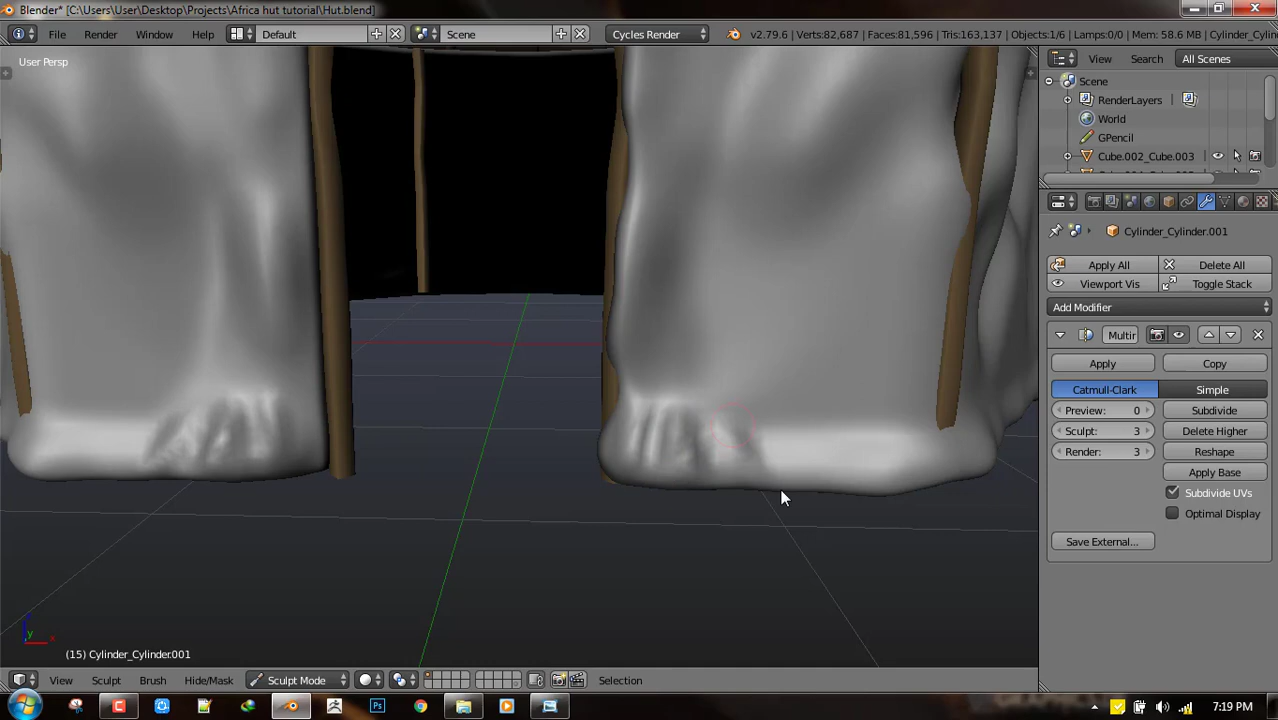 Blender* [C:\Users\User\Desktop\Projects\Africa hut tutorial\Hut.blend]
File Render Window Help Default Scene Cycles Render v2.79.6 | Verts:82,687 | Faces:81,596 | Tris:163,137 | Objects:1/6 | Lamps:0/0 | Mem: 58.6 MB | Cylinder_Cylin
User Persp
View Search All Scenes
Scene
RenderLayers
World
GPencil
Cube.002_Cube.003
Cylinder_Cylinder.001
Apply All Delete All
Viewport Vis Toggle Stack
Add Modifier
Multir
Apply Copy
Catmull-Clark Simple
Preview: 0 Subdivide
Sculpt: 3 Delete Higher
Render: 3 Reshape
Apply Base
Subdivide UVs
Optimal Display
Save External...
(15) Cylinder_Cylinder.001
View Sculpt Brush Hide/Mask Sculpt Mode Selection
7:19 PM